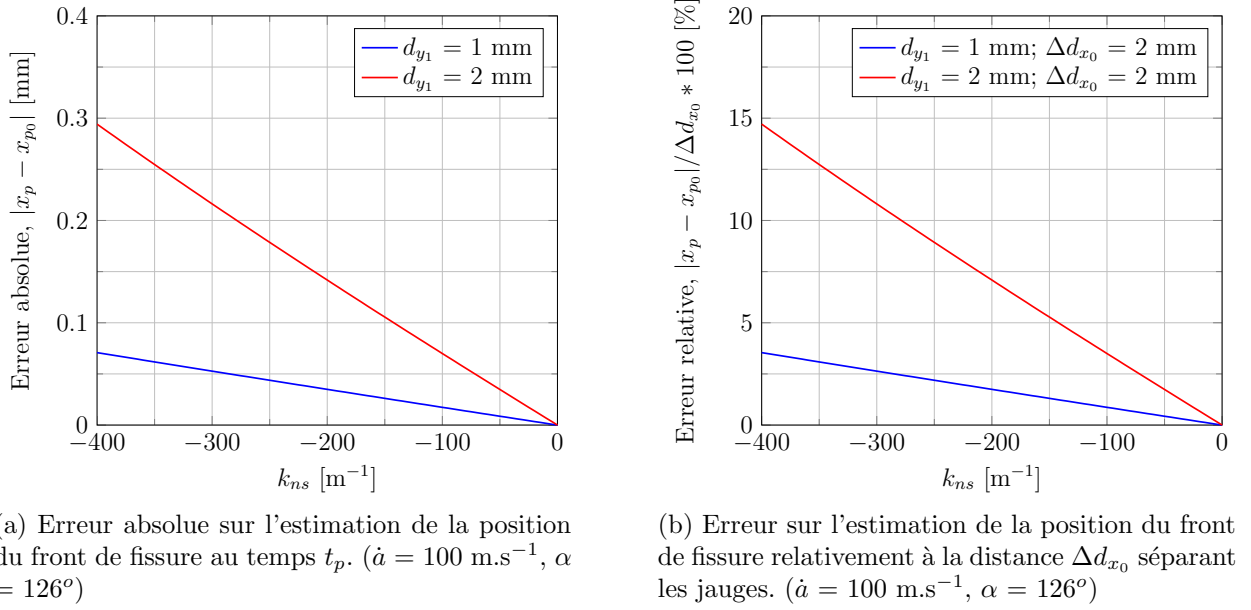 0.4
0.3
0.2
0.1
0
−400
−300
−200
−100
0
Erreur absolue, |x_p − x_{p_0}| [mm]
k_{ns} [m^{−1}]
d_{y_1} = 1 mm
d_{y_1} = 2 mm
(a) Erreur absolue sur l'estimation de la position
du front de fissure au temps t_p. (ȧ = 100 m.s^{−1}, α
= 126^o)
20
15
10
5
0
−400
−300
−200
−100
0
Erreur relative, |x_p − x_{p_0}|/Δd_{x_0} ∗ 100 [%]
k_{ns} [m^{−1}]
d_{y_1} = 1 mm; Δd_{x_0} = 2 mm
d_{y_1} = 2 mm; Δd_{x_0} = 2 mm
(b) Erreur sur l'estimation de la position du front
de fissure relativement à la distance Δd_{x_0} séparant
les jauges. (ȧ = 100 m.s^{−1}, α = 126^o)